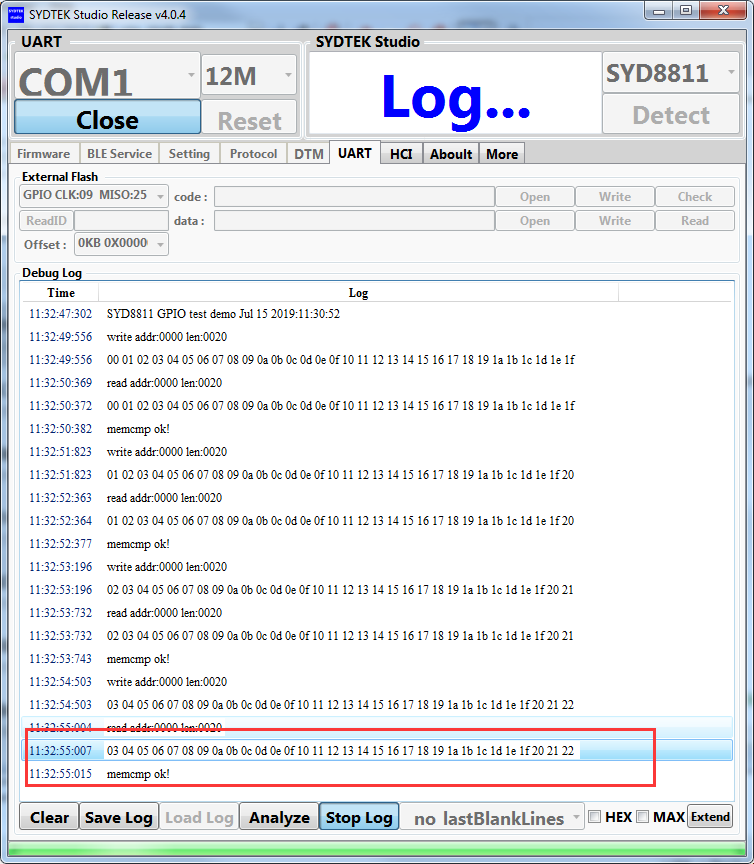 SYDTEK Studio Release v4.0.4
UART
SYDTEK Studio
COM1
12M
Log...
SYD8811
Close
Reset
Detect
Firmware
BLE Service
Setting
Protocol
DTM
UART
HCI
Aboult
More
External Flash
GPIO CLK:09 MISO:25
code :
Open
Write
Check
ReadID
data :
Open
Write
Read
Offset :
0KB 0X0000
Debug Log
Time
Log
11:32:47:302 SYD8811 GPIO test demo Jul 15 2019:11:30:52
11:32:49:556 write addr:0000 len:0020
11:32:49:556 00 01 02 03 04 05 06 07 08 09 0a 0b 0c 0d 0e 0f 10 11 12 13 14 15 16 17 18 19 1a 1b 1c 1d 1e 1f
11:32:50:369 read addr:0000 len:0020
11:32:50:372 00 01 02 03 04 05 06 07 08 09 0a 0b 0c 0d 0e 0f 10 11 12 13 14 15 16 17 18 19 1a 1b 1c 1d 1e 1f
11:32:50:382 memcmp ok!
11:32:51:823 write addr:0000 len:0020
11:32:51:823 01 02 03 04 05 06 07 08 09 0a 0b 0c 0d 0e 0f 10 11 12 13 14 15 16 17 18 19 1a 1b 1c 1d 1e 1f 20
11:32:52:363 read addr:0000 len:0020
11:32:52:364 01 02 03 04 05 06 07 08 09 0a 0b 0c 0d 0e 0f 10 11 12 13 14 15 16 17 18 19 1a 1b 1c 1d 1e 1f 20
11:32:52:377 memcmp ok!
11:32:53:196 write addr:0000 len:0020
11:32:53:196 02 03 04 05 06 07 08 09 0a 0b 0c 0d 0e 0f 10 11 12 13 14 15 16 17 18 19 1a 1b 1c 1d 1e 1f 20 21
11:32:53:732 read addr:0000 len:0020
11:32:53:732 02 03 04 05 06 07 08 09 0a 0b 0c 0d 0e 0f 10 11 12 13 14 15 16 17 18 19 1a 1b 1c 1d 1e 1f 20 21
11:32:53:743 memcmp ok!
11:32:54:503 write addr:0000 len:0020
11:32:54:503 03 04 05 06 07 08 09 0a 0b 0c 0d 0e 0f 10 11 12 13 14 15 16 17 18 19 1a 1b 1c 1d 1e 1f 20 21 22
11:32:55:004 read addr:0000 len:0020
11:32:55:007 03 04 05 06 07 08 09 0a 0b 0c 0d 0e 0f 10 11 12 13 14 15 16 17 18 19 1a 1b 1c 1d 1e 1f 20 21 22
11:32:55:015 memcmp ok!
Clear
Save Log
Load Log
Analyze
Stop Log
no lastBlankLines
HEX
MAX
Extend